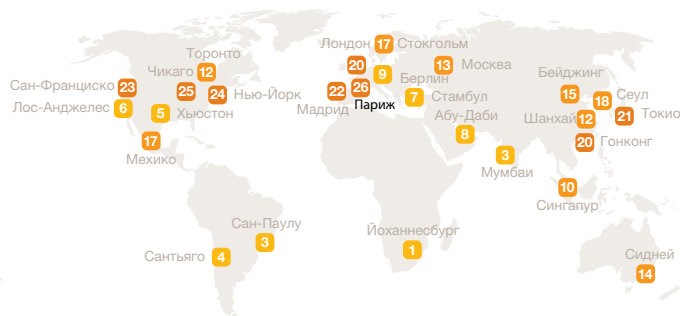 Лондон 17 Стокгольм
Торонто
20 13 Москва
Чикаго 12 9 Берлин Бейджинг
Сан-Франциско 23 25 24 Нью-Йорк 22 26 15 Сеул
Лос-Анджелес 6 5 Хьюстон Мадрид Париж 7 Стамбул 18
Абу-Даби Шанхай 12 21 Токио
17 8 3 20 Гонконг
Мехико Мумбаи
10
Сингапур
Сан-Паулу Йоханнесбург
3 1 Сидней
Сантьяго 4 14